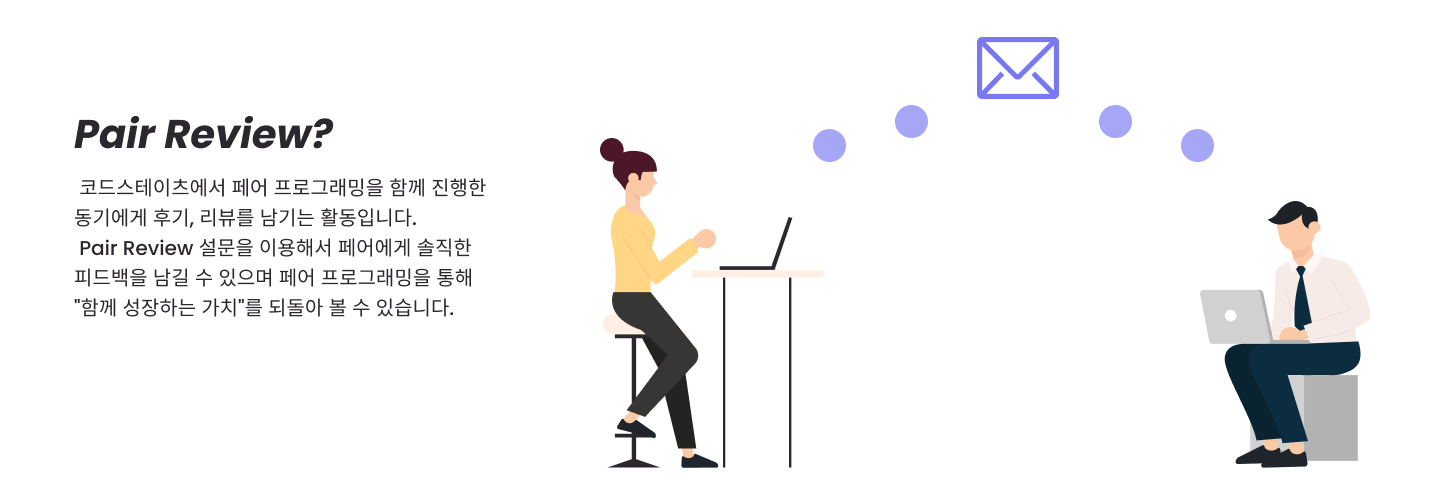 Pair Review?
코드스테이츠에서 페어 프로그래밍을 함께 진행한
동기에게 후기, 리뷰를 남기는 활동입니다.
Pair Review 설문을 이용해서 페어에게 솔직한
피드백을 남길 수 있으며 페어 프로그래밍을 통해
"함께 성장하는 가치"를 되돌아 볼 수 있습니다.